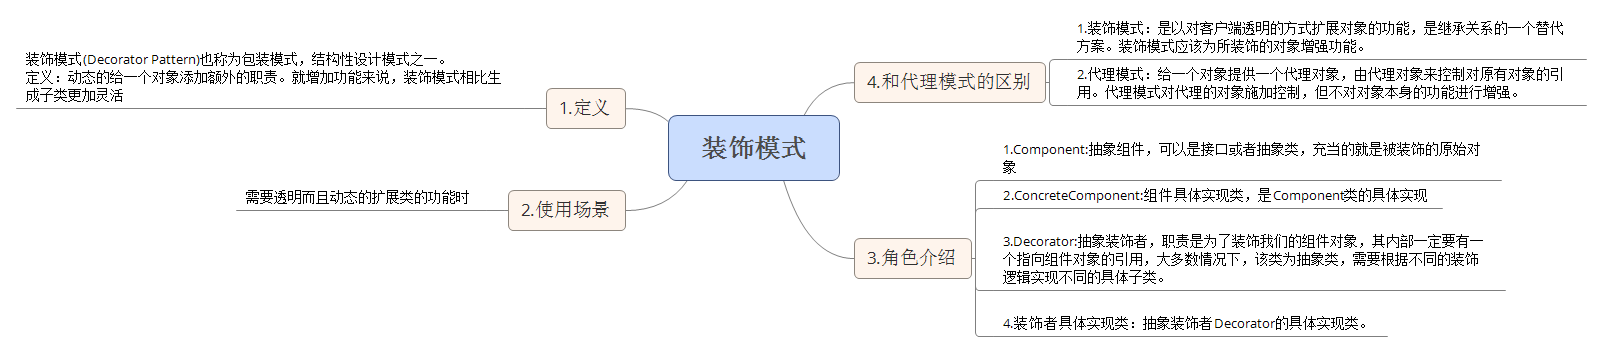 装饰模式
1.定义
装饰模式(Decorator Pattern)也称为包装模式，结构性设计模式之一。
定义：动态的给一个对象添加额外的职责。就增加功能来说，装饰模式相比生
成子类更加灵活
2.使用场景
需要透明而且动态的扩展类的功能时
3.角色介绍
1.Component:抽象组件，可以是接口或者抽象类，充当的就是被装饰的原始对
象
2.ConcreteComponent:组件具体实现类，是Component类的具体实现
3.Decorator:抽象装饰者，职责是为了装饰我们的组件对象，其内部一定要有一
个指向组件对象的引用，大多数情况下，该类为抽象类，需要根据不同的装饰
逻辑实现不同的具体子类。
4.装饰者具体实现类：抽象装饰者Decorator的具体实现类。
4.和代理模式的区别
1.装饰模式：是以对客户端透明的方式扩展对象的功能，是继承关系的一个替代
方案。装饰模式应该为所装饰的对象增强功能。
2.代理模式：给一个对象提供一个代理对象，由代理对象来控制对原有对象的引
用。代理模式对代理的对象施加控制，但不对对象本身的功能进行增强。